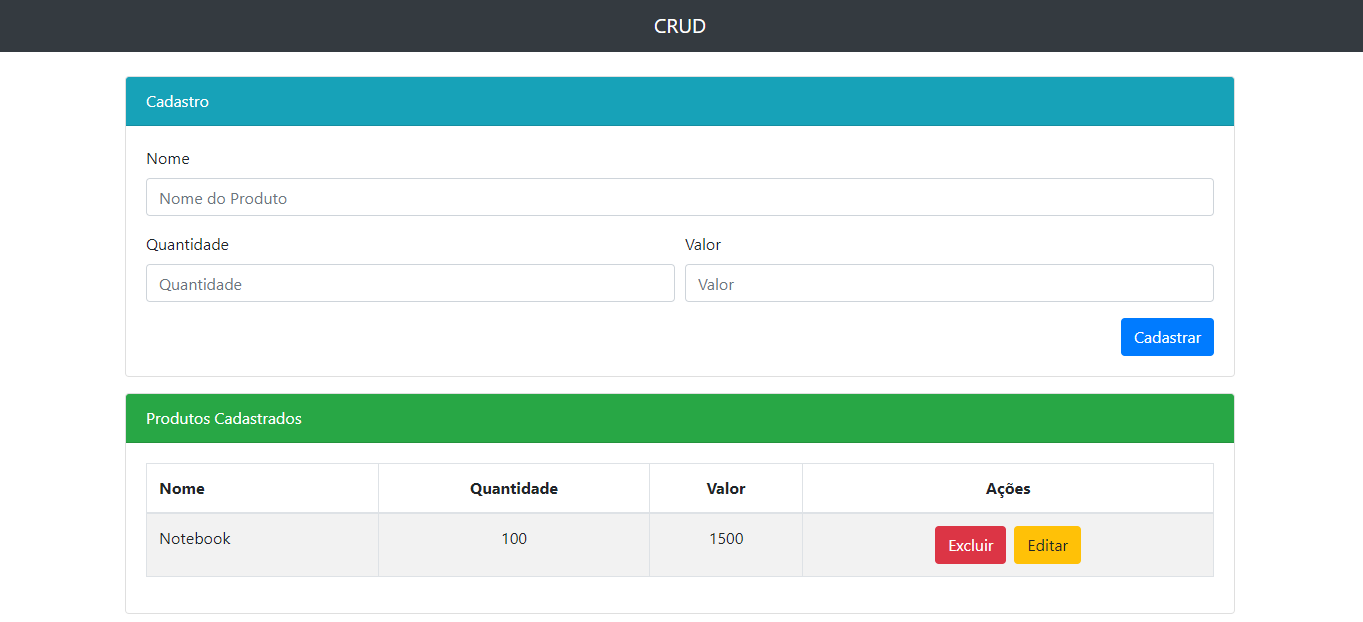 CRUD
Cadastro
Nome
Nome do Produto
Quantidade Valor
Quantidade Valor
Cadastrar
Produtos Cadastrados
Nome Quantidade Valor Ações
Notebook 100 1500 Excluir Editar